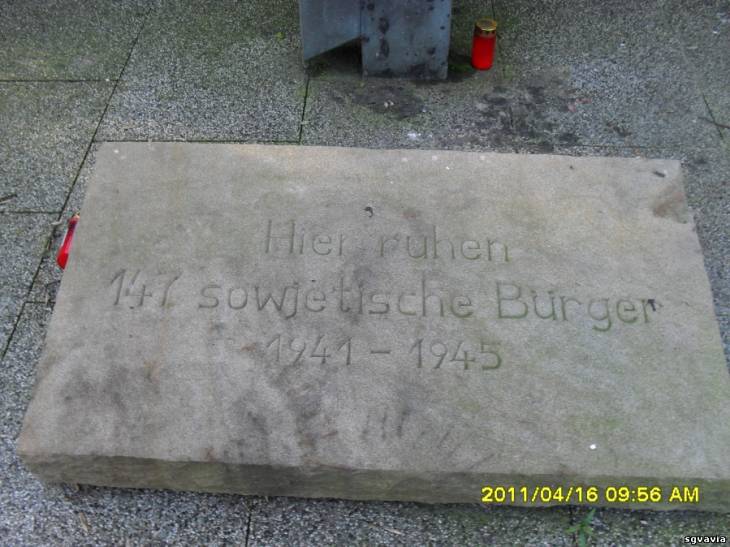 Hier ruhen
147 sowjetische Bürger
1941 – 1945
2011/04/16 09:56 AM
sgvavia